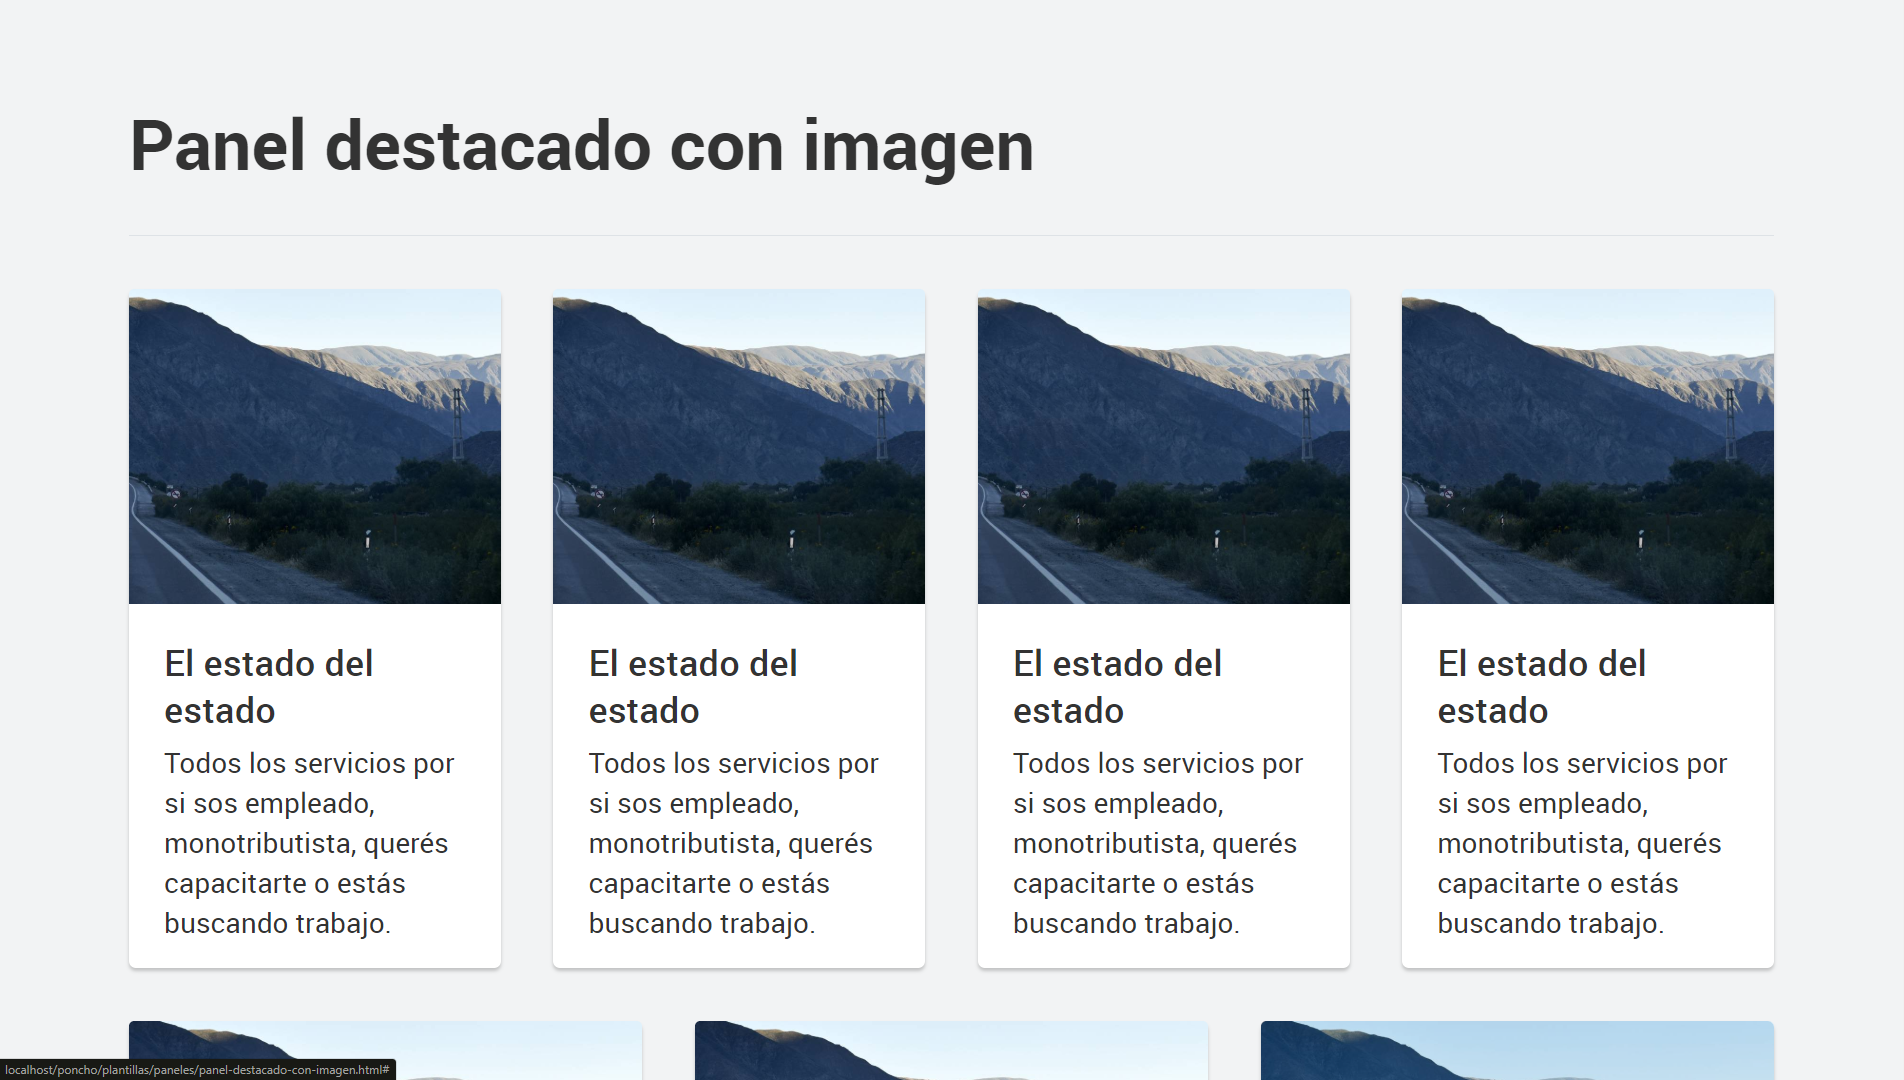 Panel destacado con imagen
El estado del
estado
Todos los servicios por
si sos empleado,
monotributista, querés
capacitarte o estás
buscando trabajo.
El estado del
estado
Todos los servicios por
si sos empleado,
monotributista, querés
capacitarte o estás
buscando trabajo.
El estado del
estado
Todos los servicios por
si sos empleado,
monotributista, querés
capacitarte o estás
buscando trabajo.
El estado del
estado
Todos los servicios por
si sos empleado,
monotributista, querés
capacitarte o estás
buscando trabajo.
localhost/poncho/plantillas/paneles/panel-destacado-con-imagen.html#